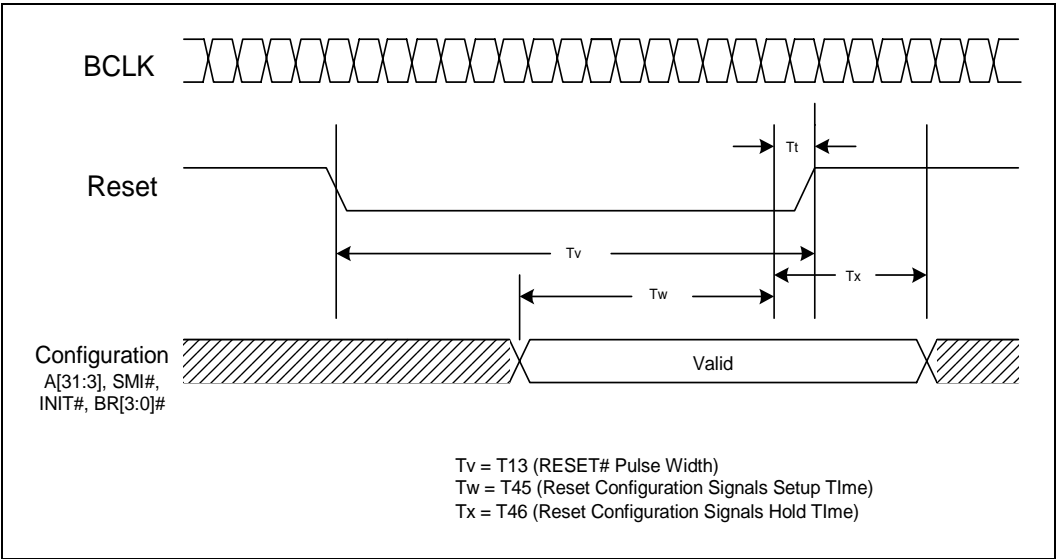 BCLK
Tt
Reset
Tv
Tx
Tw
Configuration
A[31:3], SMI#,
INIT#, BR[3:0]#
Valid
Tv = T13 (RESET# Pulse Width)
Tw = T45 (Reset Configuration Signals Setup TIme)
Tx = T46 (Reset Configuration Signals Hold TIme)